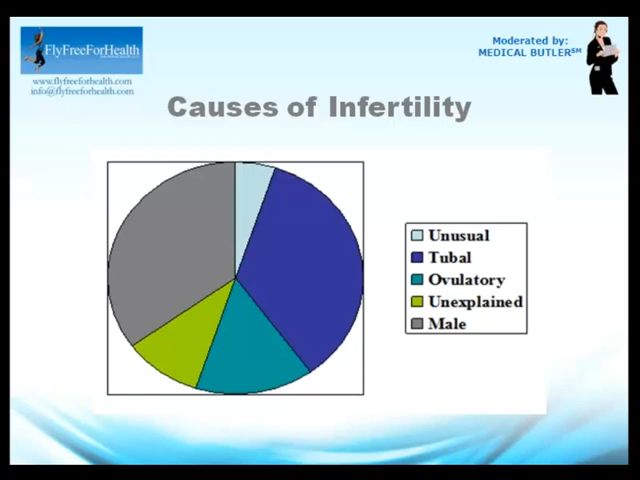 FlyFreeForHealth
www.flyfreeforhealth.com
info@flyfreeforhealth.com
Moderated by:
MEDICAL BUTLER℠
Causes of Infertility
Unusual
Tubal
Ovulatory
Unexplained
Male